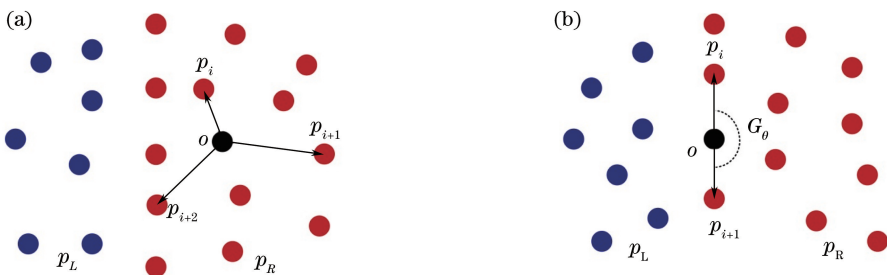 (a)
p_i
o
p_{i+1}
p_{i+2}
p_L
p_R
(b)
p_i
G_θ
o
p_{i+1}
p_L
p_R